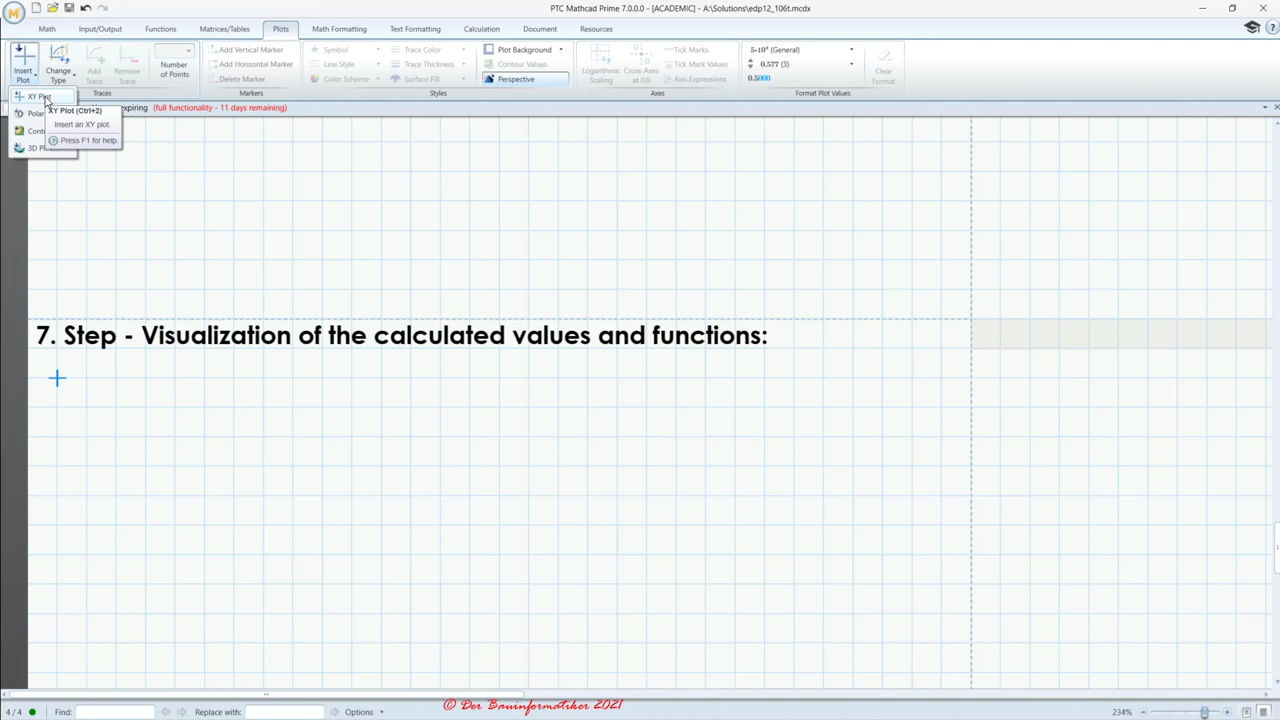 PTC Mathcad Prime 7.0.0.0 - [ACADEMIC] - A:\Solutions\edp12_106t.mcdx
Math
Input/Output
Functions
Matrices/Tables
Plots
Math Formatting
Text Formatting
Calculation
Document
Resources
Insert Plot
Change Type
Add Trace
Remove Trace
Traces
Number of Points
Add Vertical Marker
Add Horizontal Marker
Delete Marker
Markers
Symbol
Line Style
Color Scheme
Trace Color
Trace Thickness
Surface Fill
Styles
Plot Background
Contour Values
Perspective
Logarithmic Scaling
Cross Axes at 0.0
Tick Marks
Tick Mark Values
Axis Expressions
Axes
5·10⁴ (General)
0.577 (3)
0.5000
Format Plot Values
Clear Format
XY Plot
XY Plot (Ctrl+2)
Insert an XY plot.
Press F1 for help.
Polar
Cont
3D P
expiring (full functionality - 11 days remaining)
7. Step - Visualization of the calculated values and functions:
4 / 4
Find:
Replace with:
Options
© Der Bauinformatiker 2021
234%